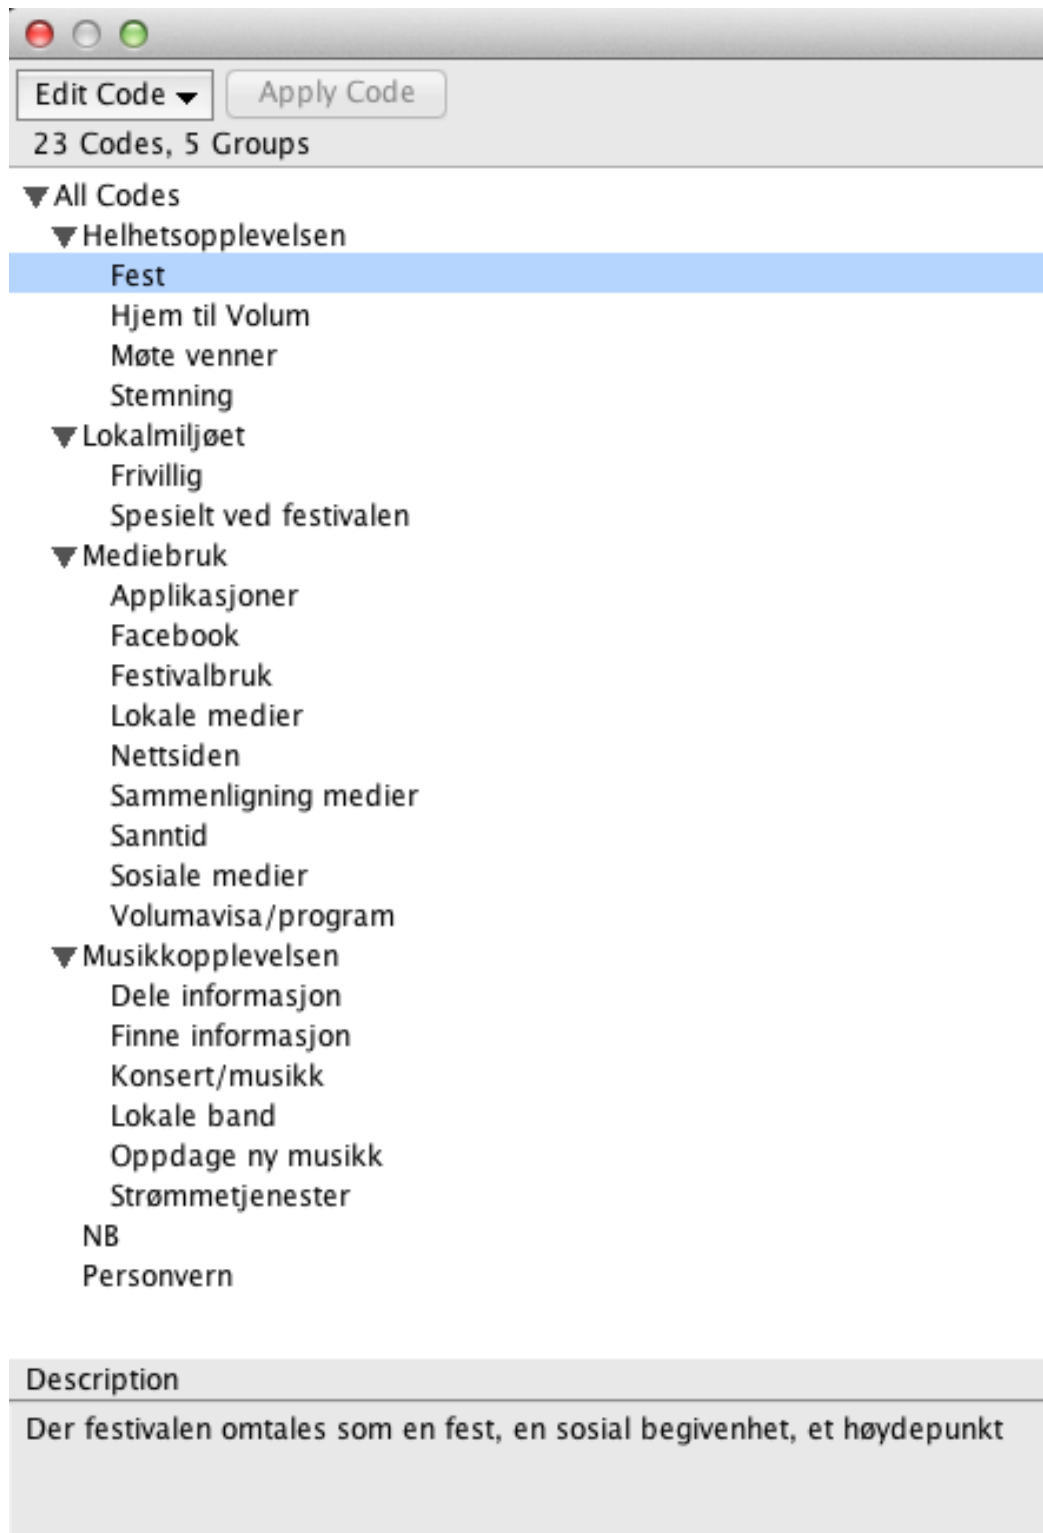 Edit Code
Apply Code
23 Codes, 5 Groups
All Codes
Helhetsopplevelsen
Fest
Hjem til Volum
Møte venner
Stemning
Lokalmiljøet
Frivillig
Spesielt ved festivalen
Mediebruk
Applikasjoner
Facebook
Festivalbruk
Lokale medier
Nettsiden
Sammenligning medier
Sanntid
Sosiale medier
Volumavisa/program
Musikkopplevelsen
Dele informasjon
Finne informasjon
Konsert/musikk
Lokale band
Oppdage ny musikk
Strømmetjenester
NB
Personvern
Description
Der festivalen omtales som en fest, en sosial begivenhet, et høydepunkt